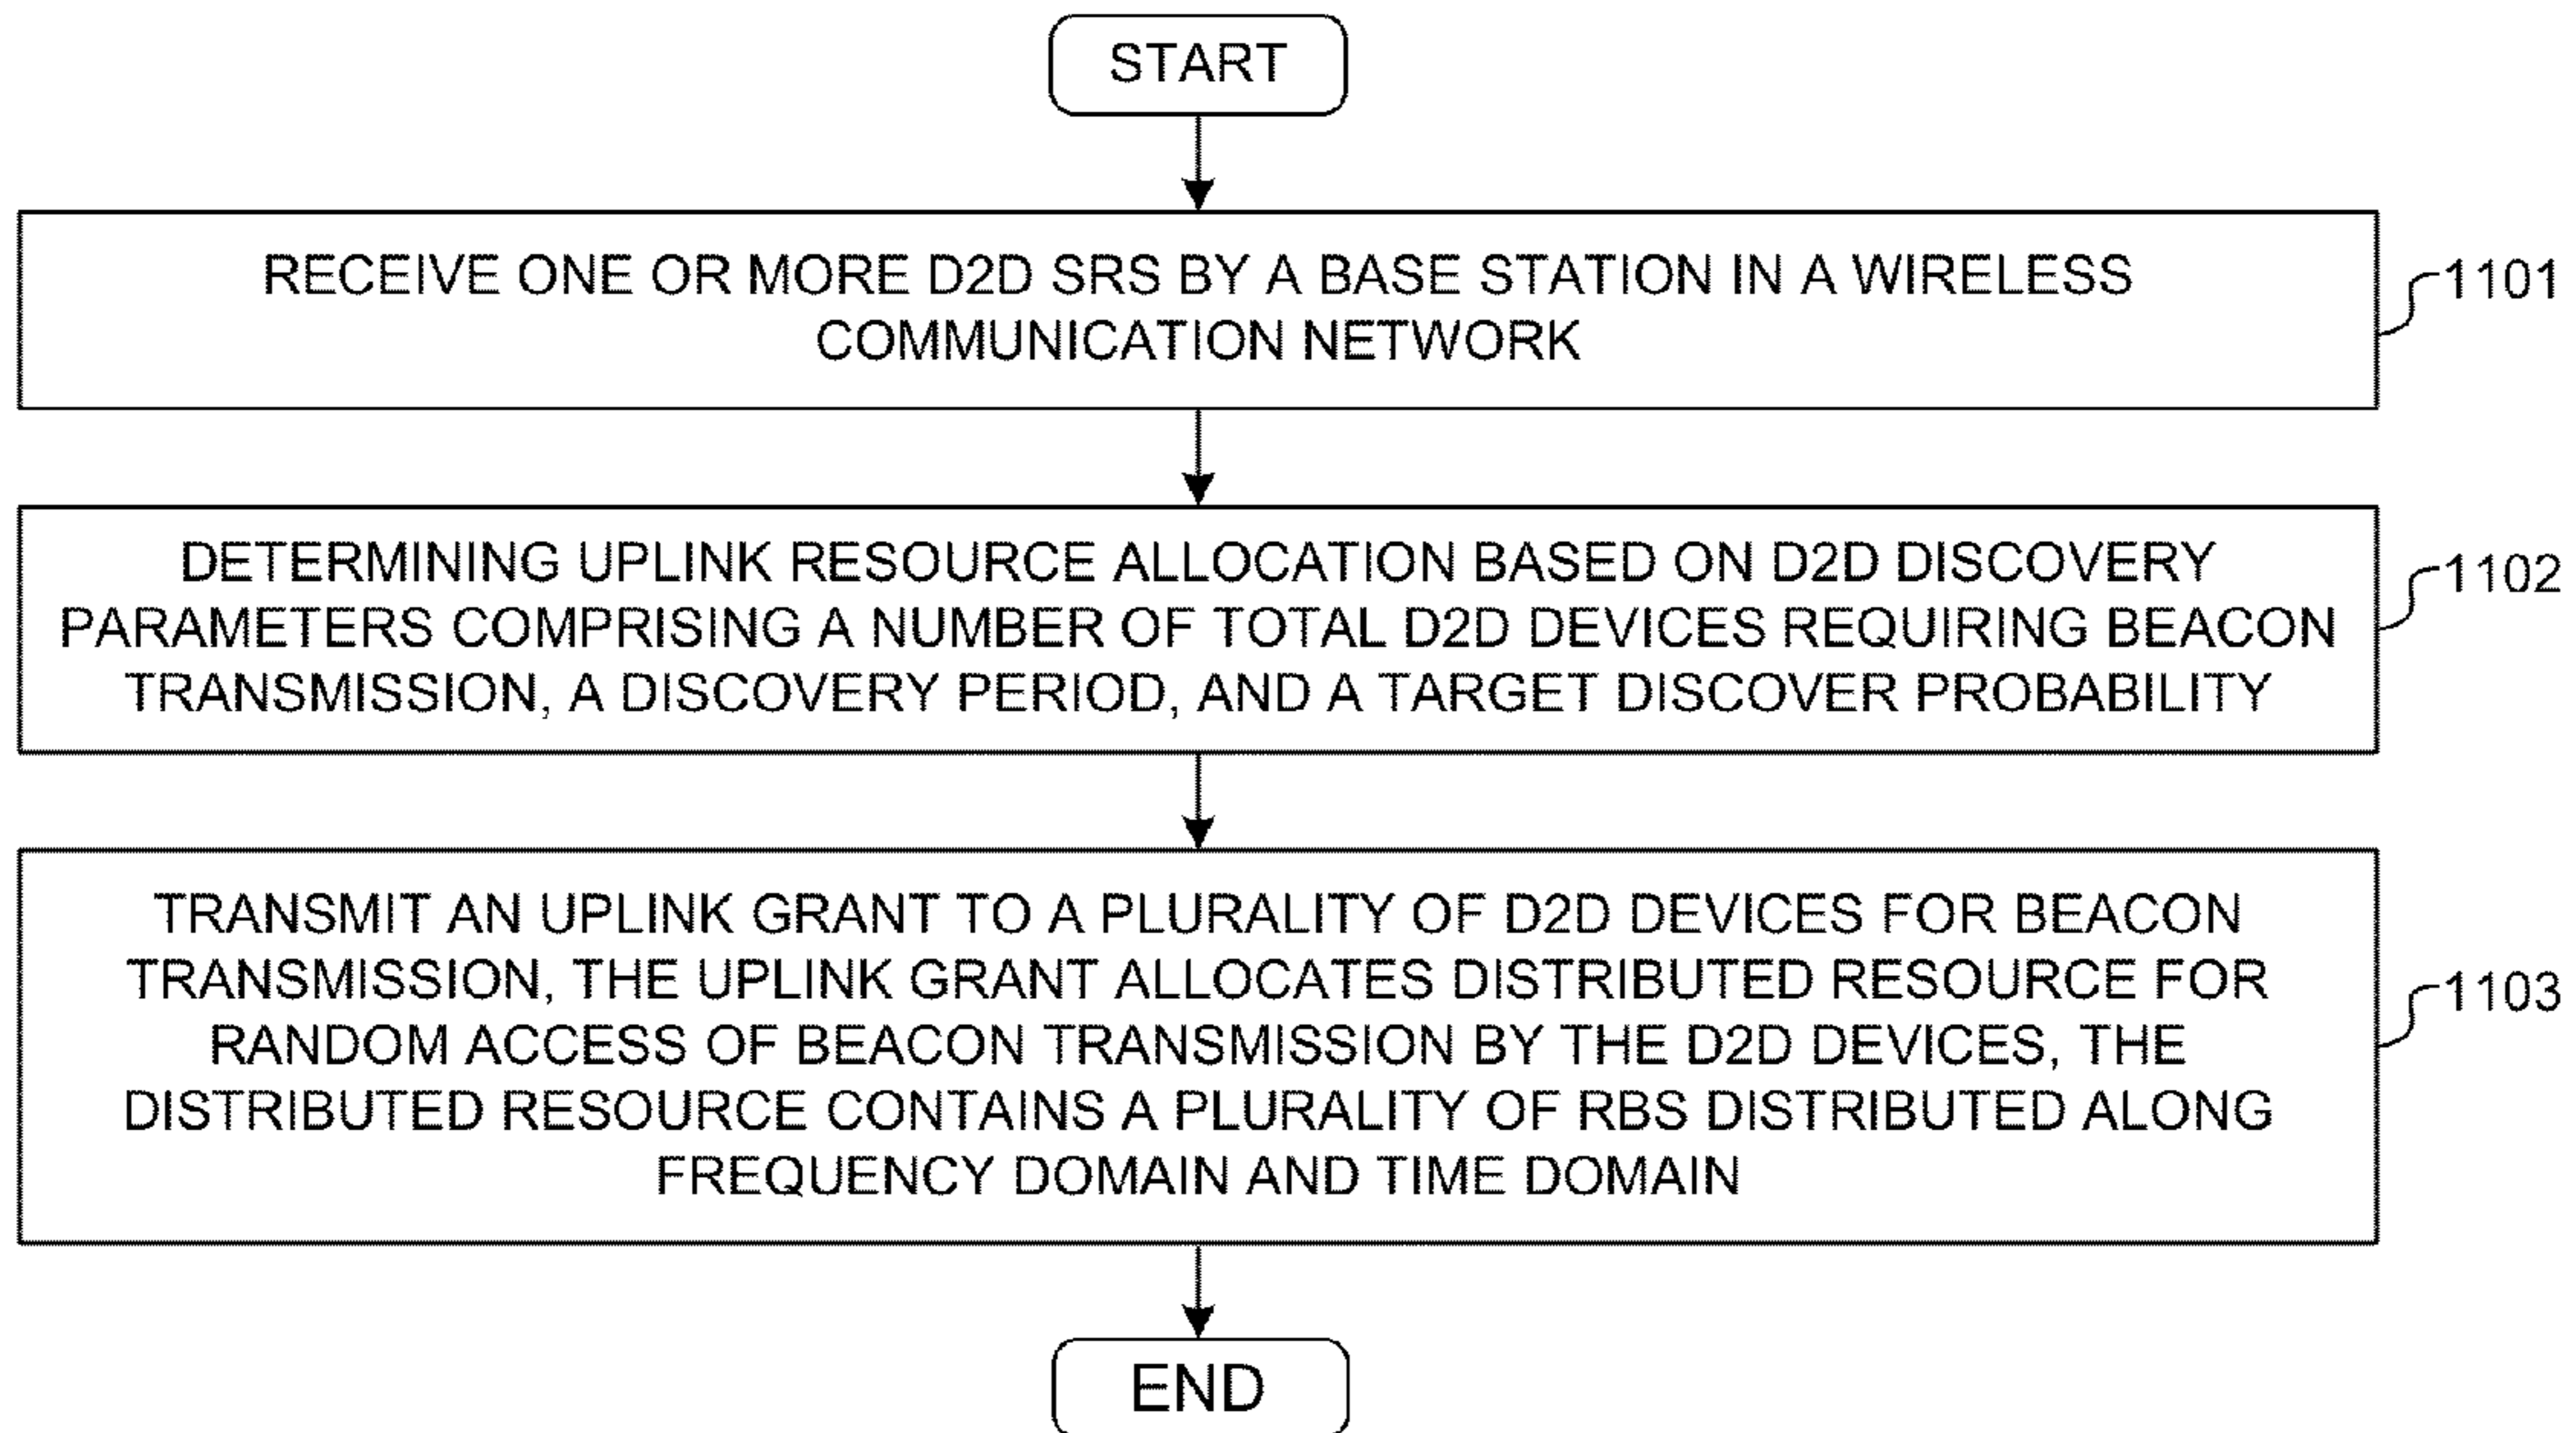 START
RECEIVE ONE OR MORE D2D SRS BY A BASE STATION IN A WIRELESS
COMMUNICATION NETWORK
1101
DETERMINING UPLINK RESOURCE ALLOCATION BASED ON D2D DISCOVERY
PARAMETERS COMPRISING A NUMBER OF TOTAL D2D DEVICES REQUIRING BEACON
TRANSMISSION, A DISCOVERY PERIOD, AND A TARGET DISCOVER PROBABILITY
1102
TRANSMIT AN UPLINK GRANT TO A PLURALITY OF D2D DEVICES FOR BEACON
TRANSMISSION, THE UPLINK GRANT ALLOCATES DISTRIBUTED RESOURCE FOR
RANDOM ACCESS OF BEACON TRANSMISSION BY THE D2D DEVICES, THE
DISTRIBUTED RESOURCE CONTAINS A PLURALITY OF RBS DISTRIBUTED ALONG
FREQUENCY DOMAIN AND TIME DOMAIN
1103
END